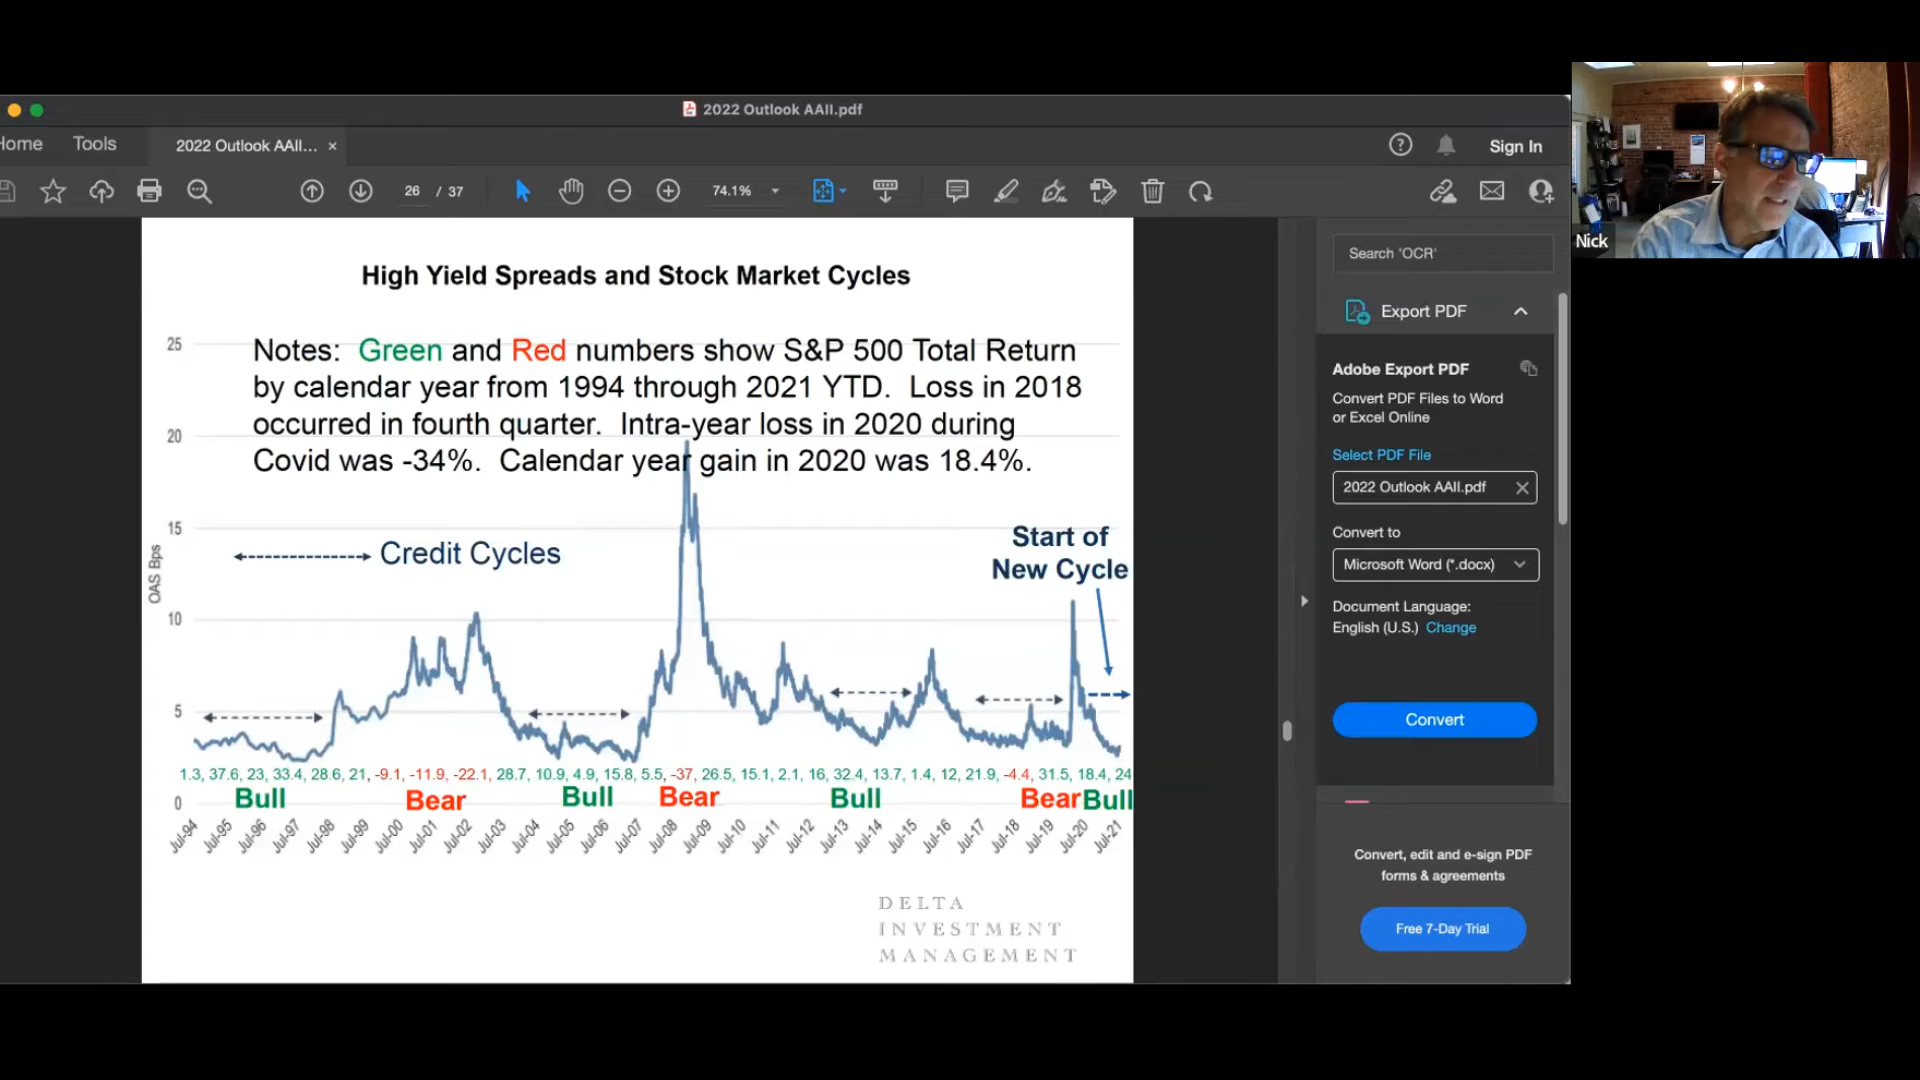 2022 Outlook AAII.pdf
Home
Tools
2022 Outlook AAII... ×
Sign In
26 / 37
74.1%
Nick
High Yield Spreads and Stock Market Cycles
Notes: Green and Red numbers show S&P 500 Total Return
by calendar year from 1994 through 2021 YTD. Loss in 2018
occurred in fourth quarter. Intra-year loss in 2020 during
Covid was -34%. Calendar year gain in 2020 was 18.4%.
Credit Cycles
Start of
New Cycle
OAS Bps
25
20
15
10
5
0
1.3, 37.6, 23, 33.4, 28.6, 21, -9.1, -11.9, -22.1, 28.7, 10.9, 4.9, 15.8, 5.5, -37, 26.5, 15.1, 2.1, 16, 32.4, 13.7, 1.4, 12, 21.9, -4.4, 31.5, 18.4, 24
Bull Bear Bull Bear Bull Bear Bull
Jul-94 Jul-95 Jul-96 Jul-97 Jul-98 Jul-99 Jul-00 Jul-01 Jul-02 Jul-03 Jul-04 Jul-05 Jul-06 Jul-07 Jul-08 Jul-09 Jul-10 Jul-11 Jul-12 Jul-13 Jul-14 Jul-15 Jul-16 Jul-17 Jul-18 Jul-19 Jul-20 Jul-21
DELTA
INVESTMENT
MANAGEMENT
Search 'OCR'
Export PDF
Adobe Export PDF
Convert PDF Files to Word
or Excel Online
Select PDF File
2022 Outlook AAII.pdf
Convert to
Microsoft Word (*.docx)
Document Language:
English (U.S.) Change
Convert
Convert, edit and e-sign PDF
forms & agreements
Free 7-Day Trial